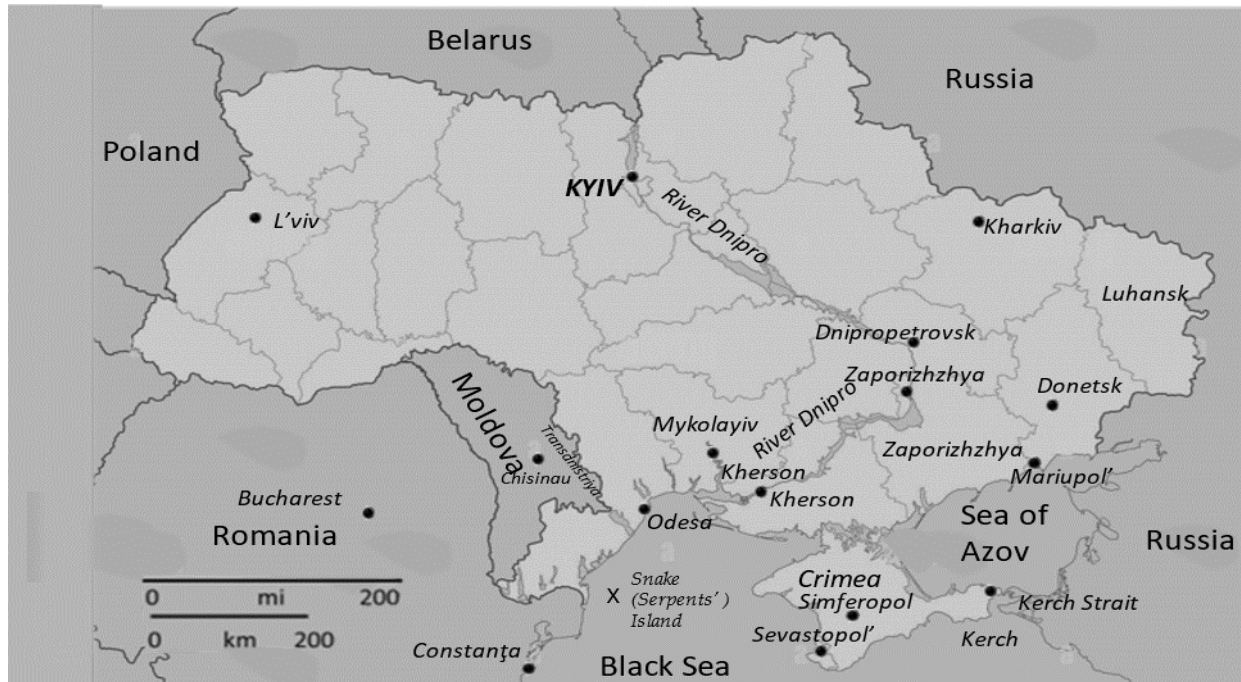 Belarus
Russia
Poland
KYIV
River Dnipro
L’viv
Kharkiv
Luhansk
Dnipropetrovsk
Zaporizhzhya
Donetsk
Moldova
River Dnipro
Mykolayiv
Transdnistriya
Zaporizhzhya
Chisinau
Kherson
Mariupol’
Bucharest
Kherson
Romania
Odesa
Sea of
Azov
Russia
0 mi 200
0 km 200
X
Snake
(Serpents’ )
Island
Crimea
Simferopol
Kerch Strait
Sevastopol’
Kerch
Constanţa
Black Sea